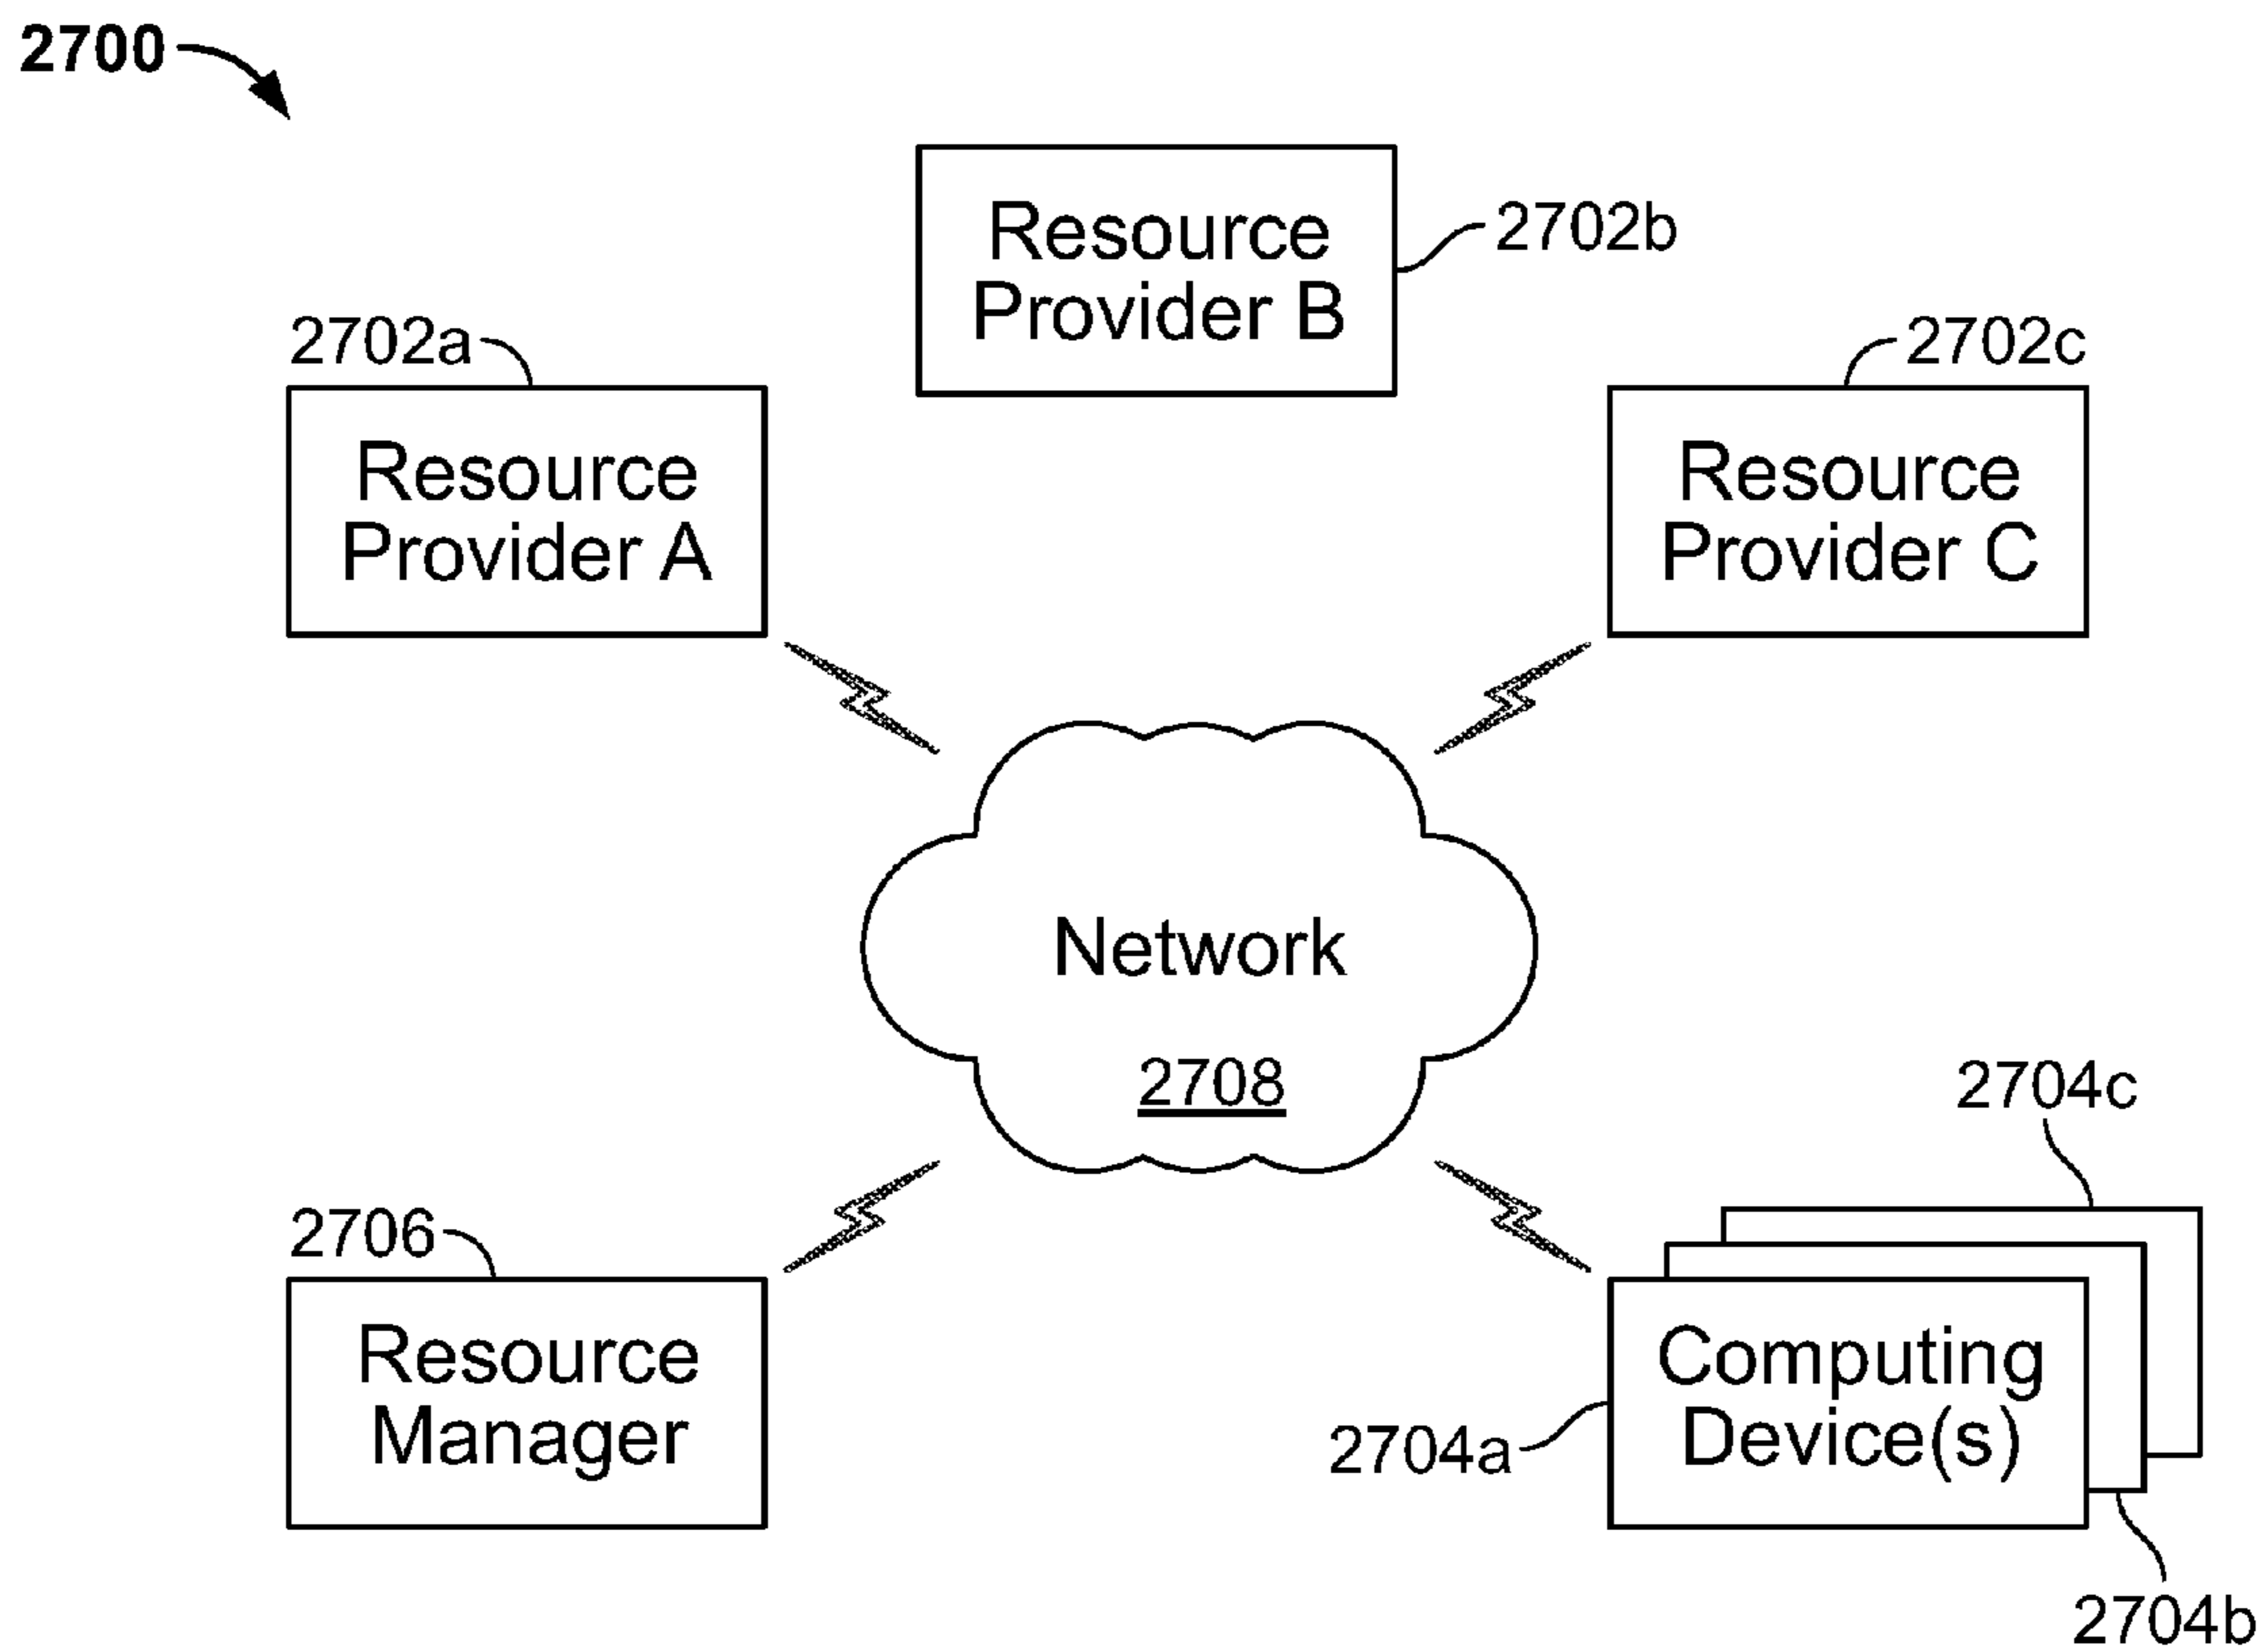 2700
Resource
Provider B
2702b
2702a
Resource
Provider A
2702c
Resource
Provider C
Network
2708
2706
Resource
Manager
2704c
Computing
Device(s)
2704a
2704b